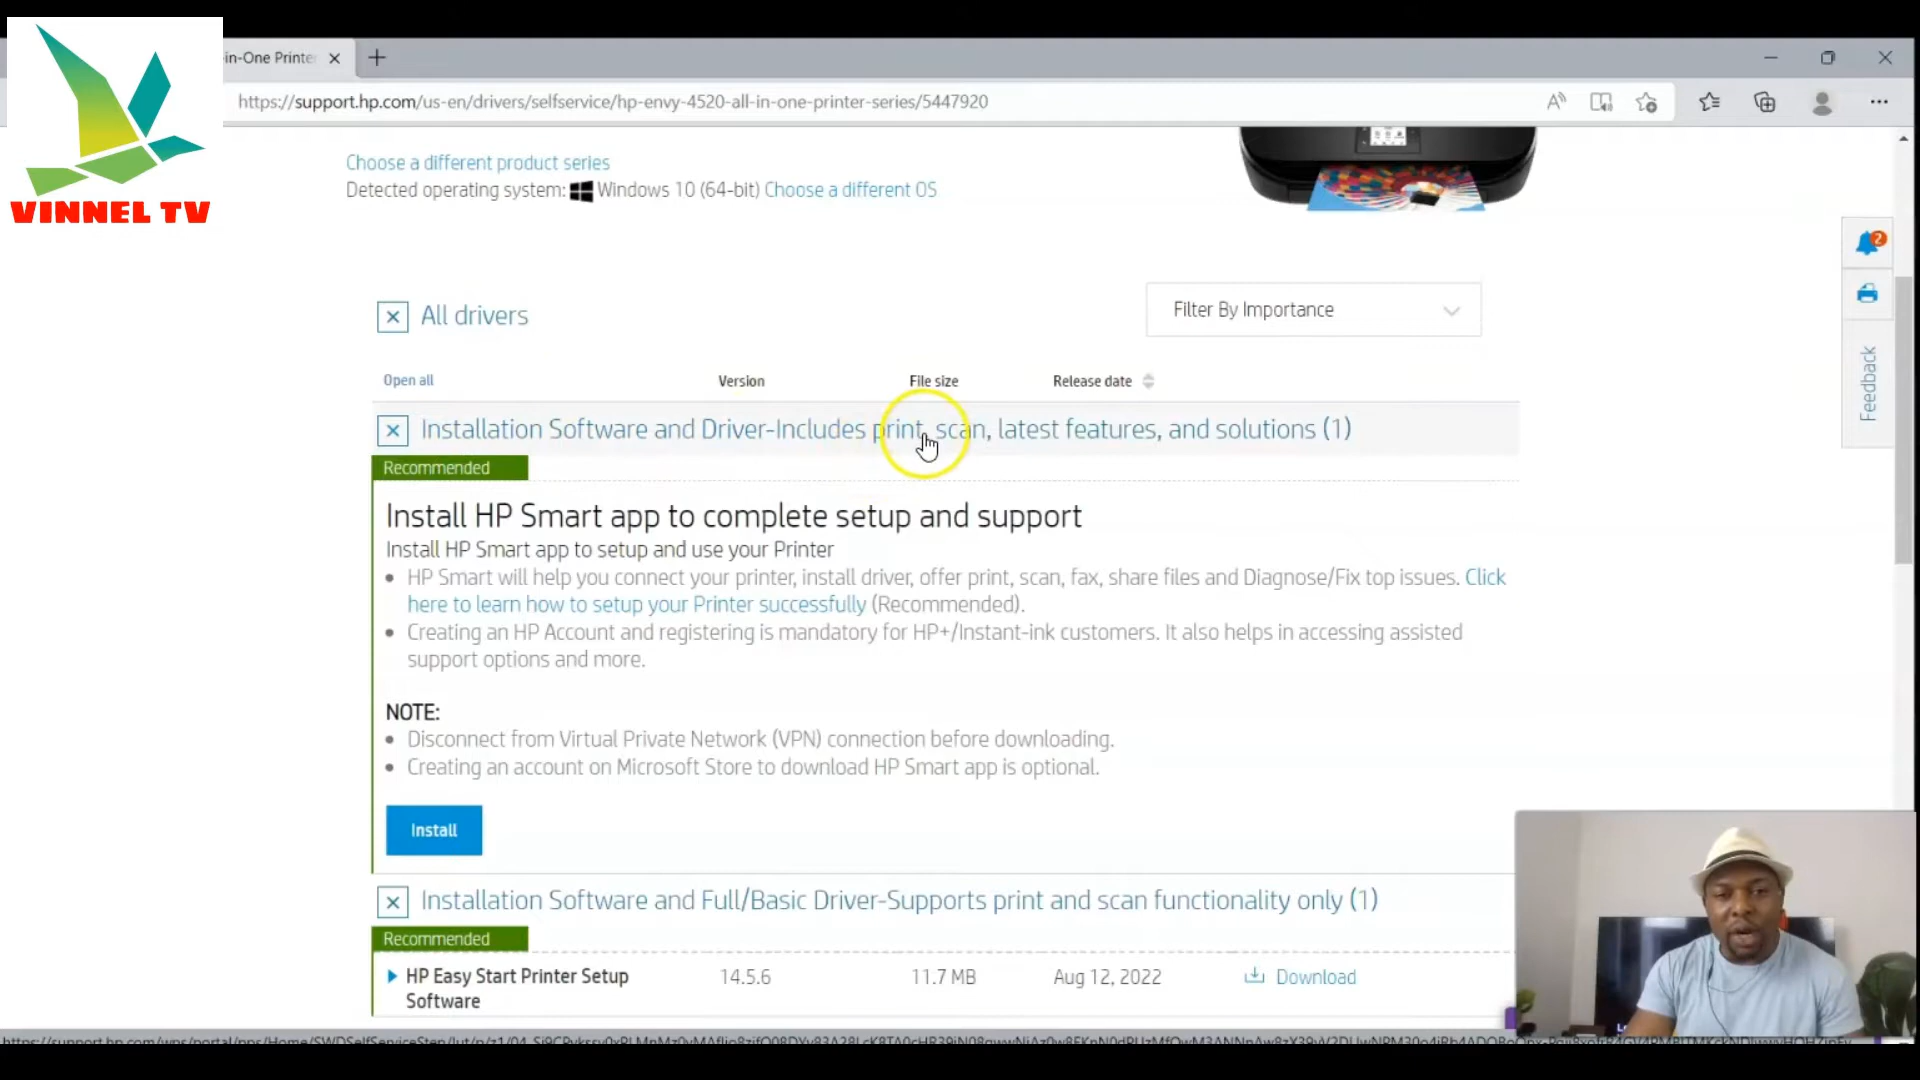 in-One Printe
https://support.hp.com/us-en/drivers/selfservice/hp-envy-4520-all-in-one-printer-series/5447920
VINNEL TV
Choose a different product series
Detected operating system: Windows 10 (64-bit) Choose a different OS
2
Feedback
All drivers
Filter By Importance
Open all Version File size Release date
Installation Software and Driver-Includes print, scan, latest features, and solutions (1)
Recommended
Install HP Smart app to complete setup and support
Install HP Smart app to setup and use your Printer
• HP Smart will help you connect your printer, install driver, offer print, scan, fax, share files and Diagnose/Fix top issues. Click
here to learn how to setup your Printer successfully (Recommended).
• Creating an HP Account and registering is mandatory for HP+/Instant-ink customers. It also helps in accessing assisted
support options and more.
NOTE:
• Disconnect from Virtual Private Network (VPN) connection before downloading.
• Creating an account on Microsoft Store to download HP Smart app is optional.
Install
Installation Software and Full/Basic Driver-Supports print and scan functionality only (1)
Recommended
HP Easy Start Printer Setup 14.5.6 11.7 MB Aug 12, 2022 Download
Software